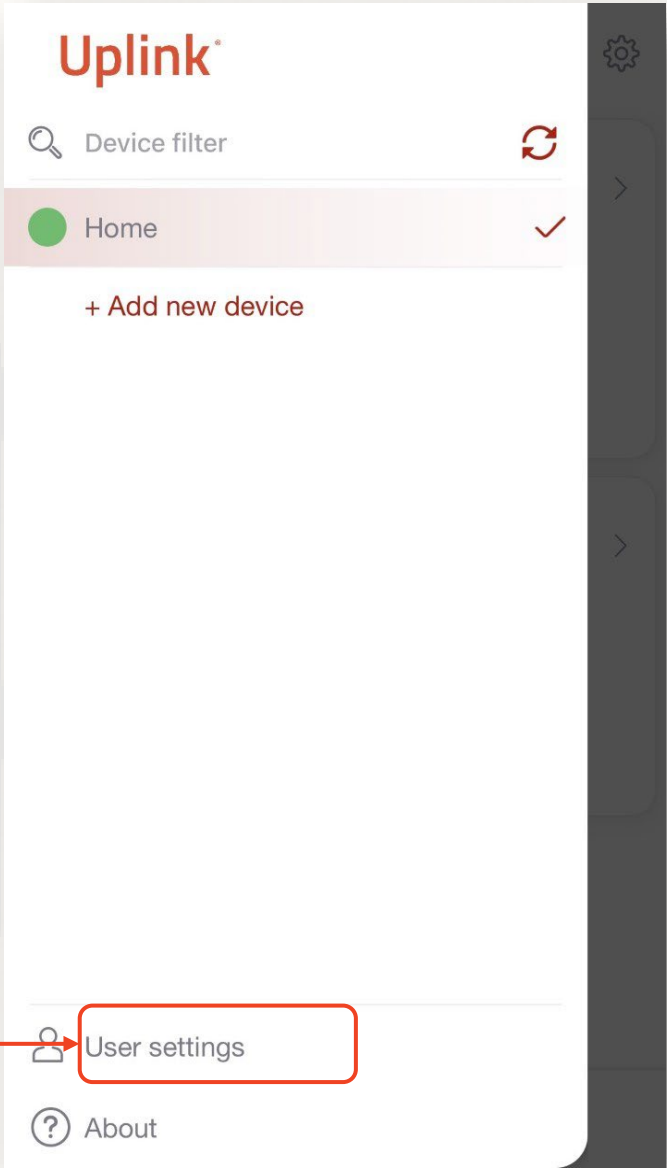 Uplink®
Device filter
Home
+ Add new device
User settings
? About